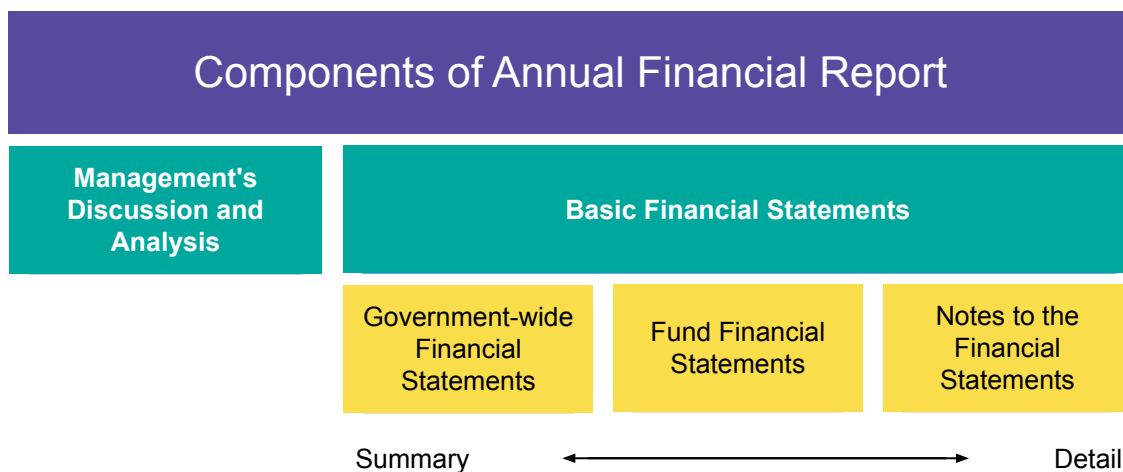 Components of Annual Financial Report
Management's
Discussion and
Analysis
Basic Financial Statements
Government-wide
Financial
Statements
Fund Financial
Statements
Notes to the
Financial
Statements
Summary
Detail